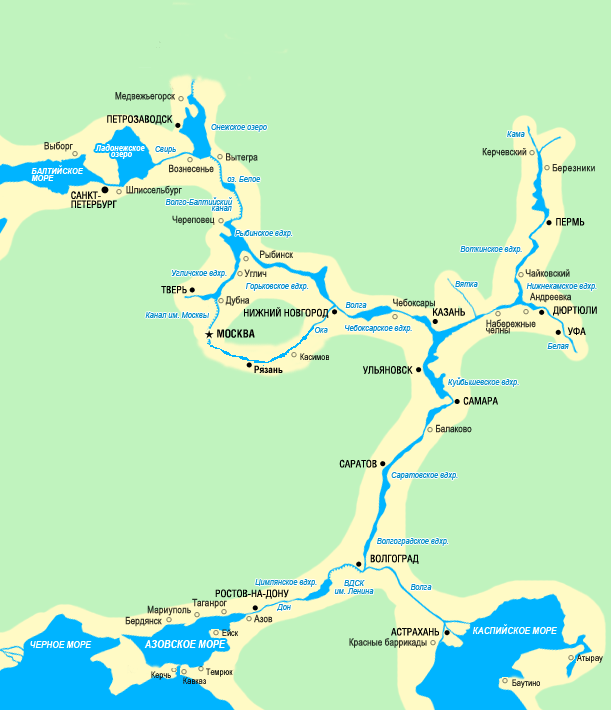 Медвежьегорск
ПЕТРОЗАВОДСК
Онежское озеро
Кама
Выборг
Ладонежское
озеро
Свирь
Вытегра
Керчевский
БАЛТИЙСКОЕ
МОРЕ
Вознесенье
Березники
оз. Белое
САНКТ-
ПЕТЕРБУРГ
Шлиссельбург
Волго-Балтийский
канал
Череповец
ПЕРМЬ
Рыбинское вдхр.
Воткинское вдхр.
Рыбинск
Угличское вдхр.
Углич
Чайковский
Горьковское вдхр.
Вятка
Нижнекамское вдхр.
ТВЕРЬ
Дубна
Андреевка
Канал им. Москвы
НИЖНИЙ НОВГОРОД
Волга
Чебоксары
КАЗАНЬ
ДЮРТЮЛИ
Набережные
челны
МОСКВА
Ока
Чебоксарское вдхр.
УФА
Белая
Касимов
Рязань
УЛЬЯНОВСК
Куйбышевское вдхр.
САМАРА
Балаково
САРАТОВ
Саратовское вдхр.
Волгоградское вдхр.
ВОЛГОГРАД
Цимлянское вдхр.
ВДСК
им. Ленина
Волга
РОСТОВ-НА-ДОНУ
Таганрог
Дон
Мариуполь
Бердянск
Азов
Ейск
АСТРАХАНЬ
КАСПИЙСКОЕ МОРЕ
ЧЕРНОЕ МОРЕ
АЗОВСКОЕ МОРЕ
Красные баррикады
Атырау
Керчь
Кавказ
Темрюк
Баутино